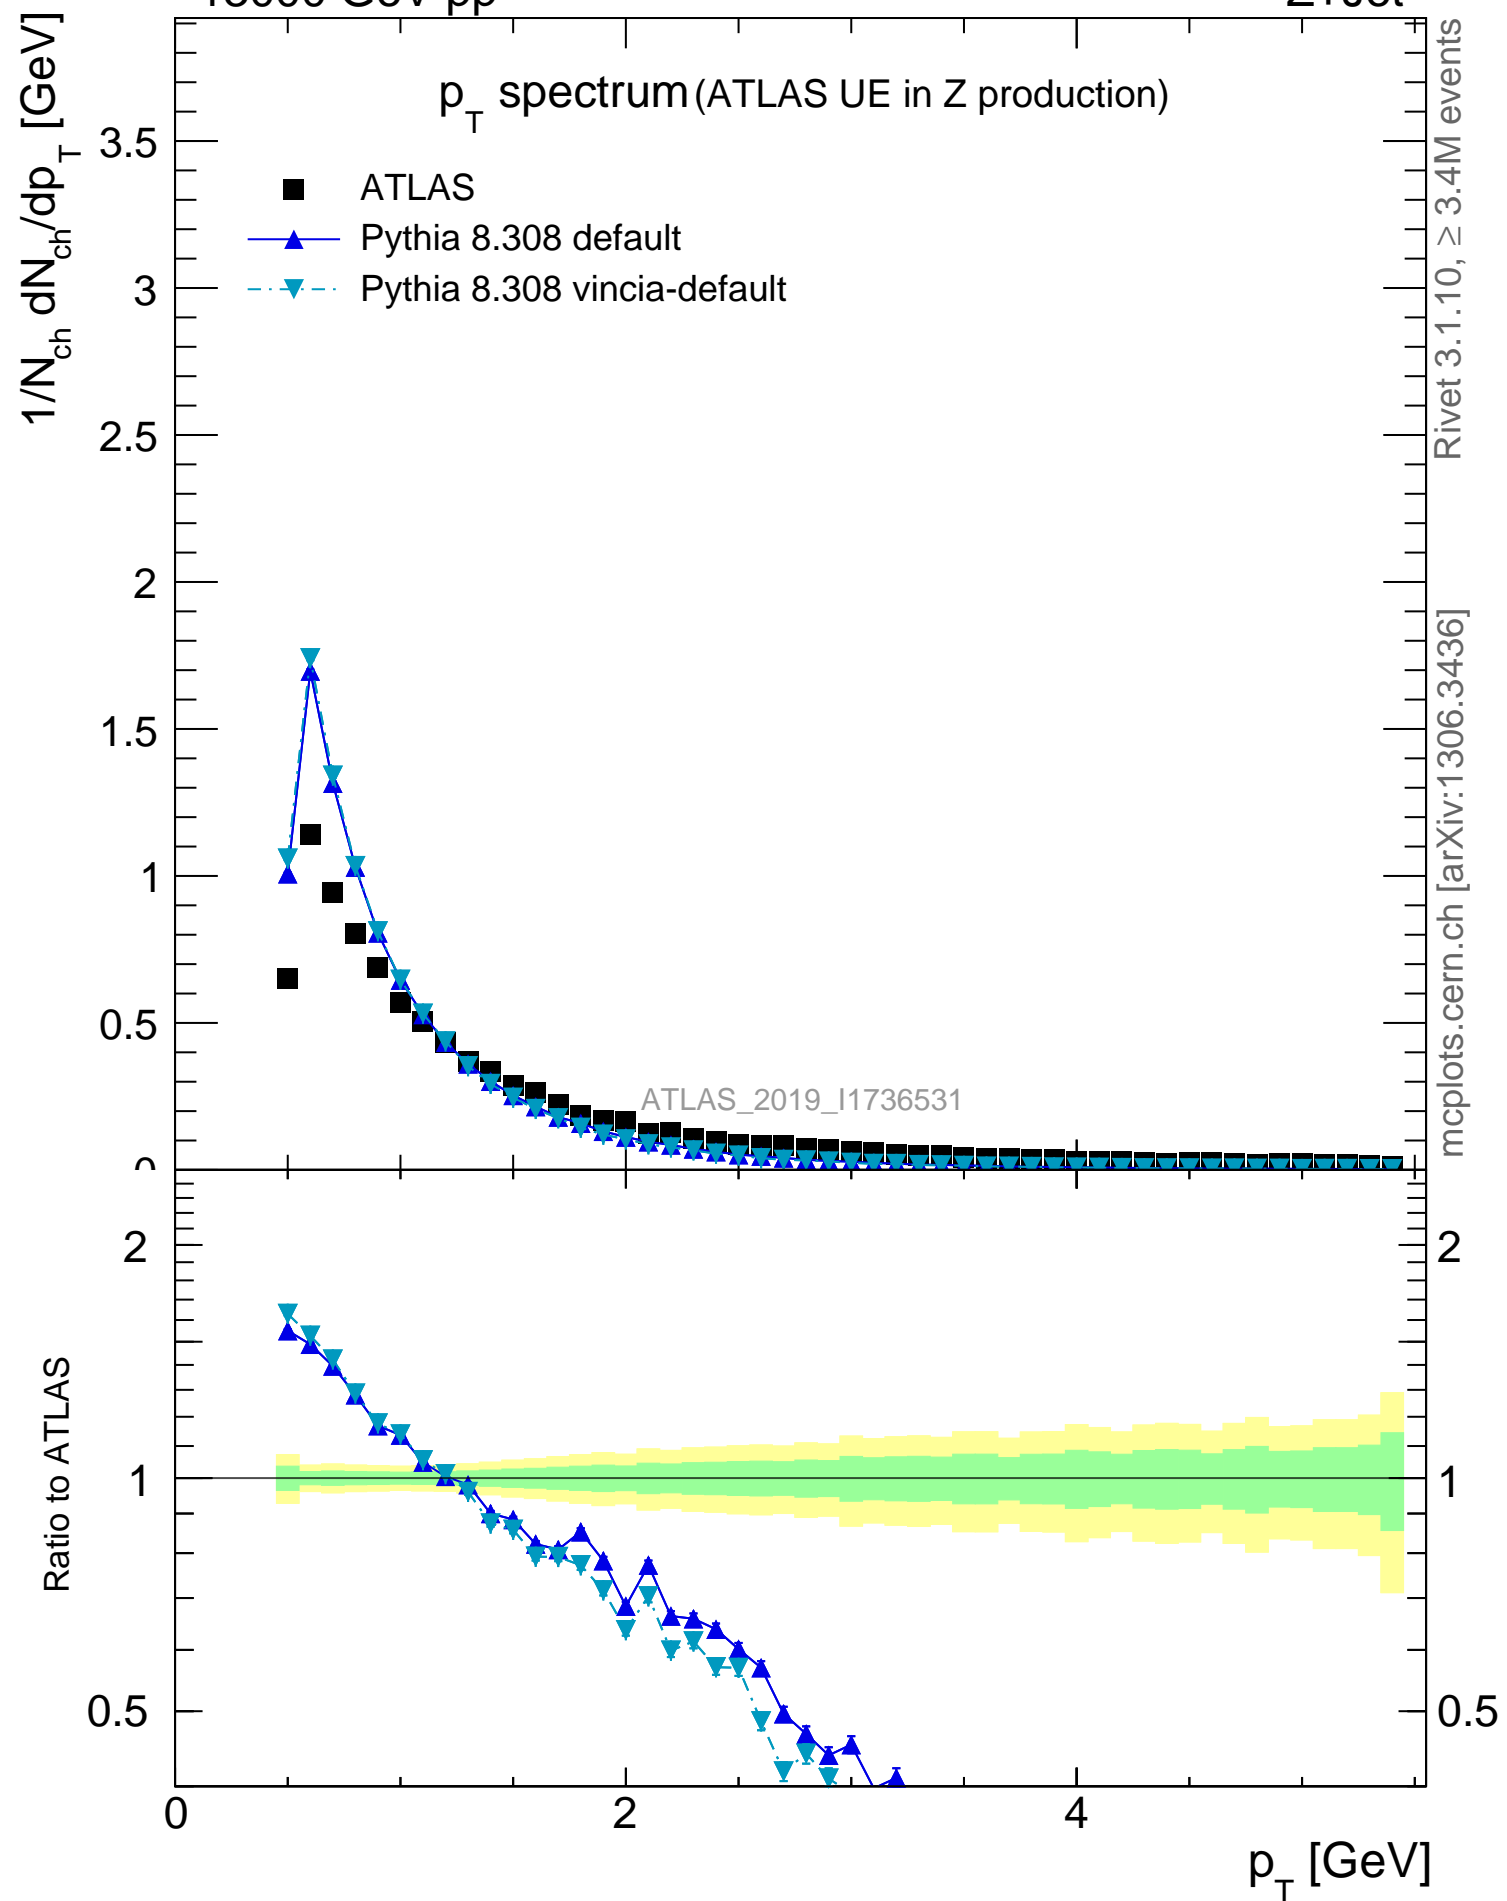 p_T spectrum (ATLAS UE in Z production)
ATLAS
Pythia 8.308 default
Pythia 8.308 vincia-default
1/N_ch dN_ch/dp_T [GeV]
3.5
3
2.5
2
1.5
1
0.5
ATLAS_2019_I1736531
Rivet 3.1.10, ≥ 3.4M events
mcplots.cern.ch [arXiv:1306.3436]
Ratio to ATLAS
2
1
0.5
2
1
0.5
0
2
4
p_T [GeV]